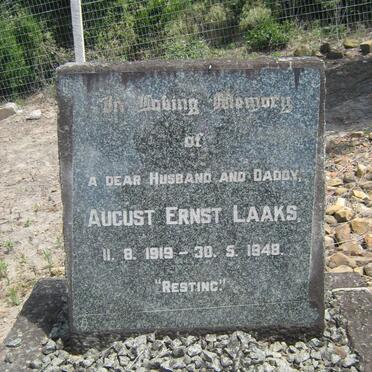 In Loving Memory
of
A DEAR HUSBAND AND DADDY,
AUGUST ERNST LAAKS,
11. 8. 1919 – 30. 5. 1948.
"RESTING."